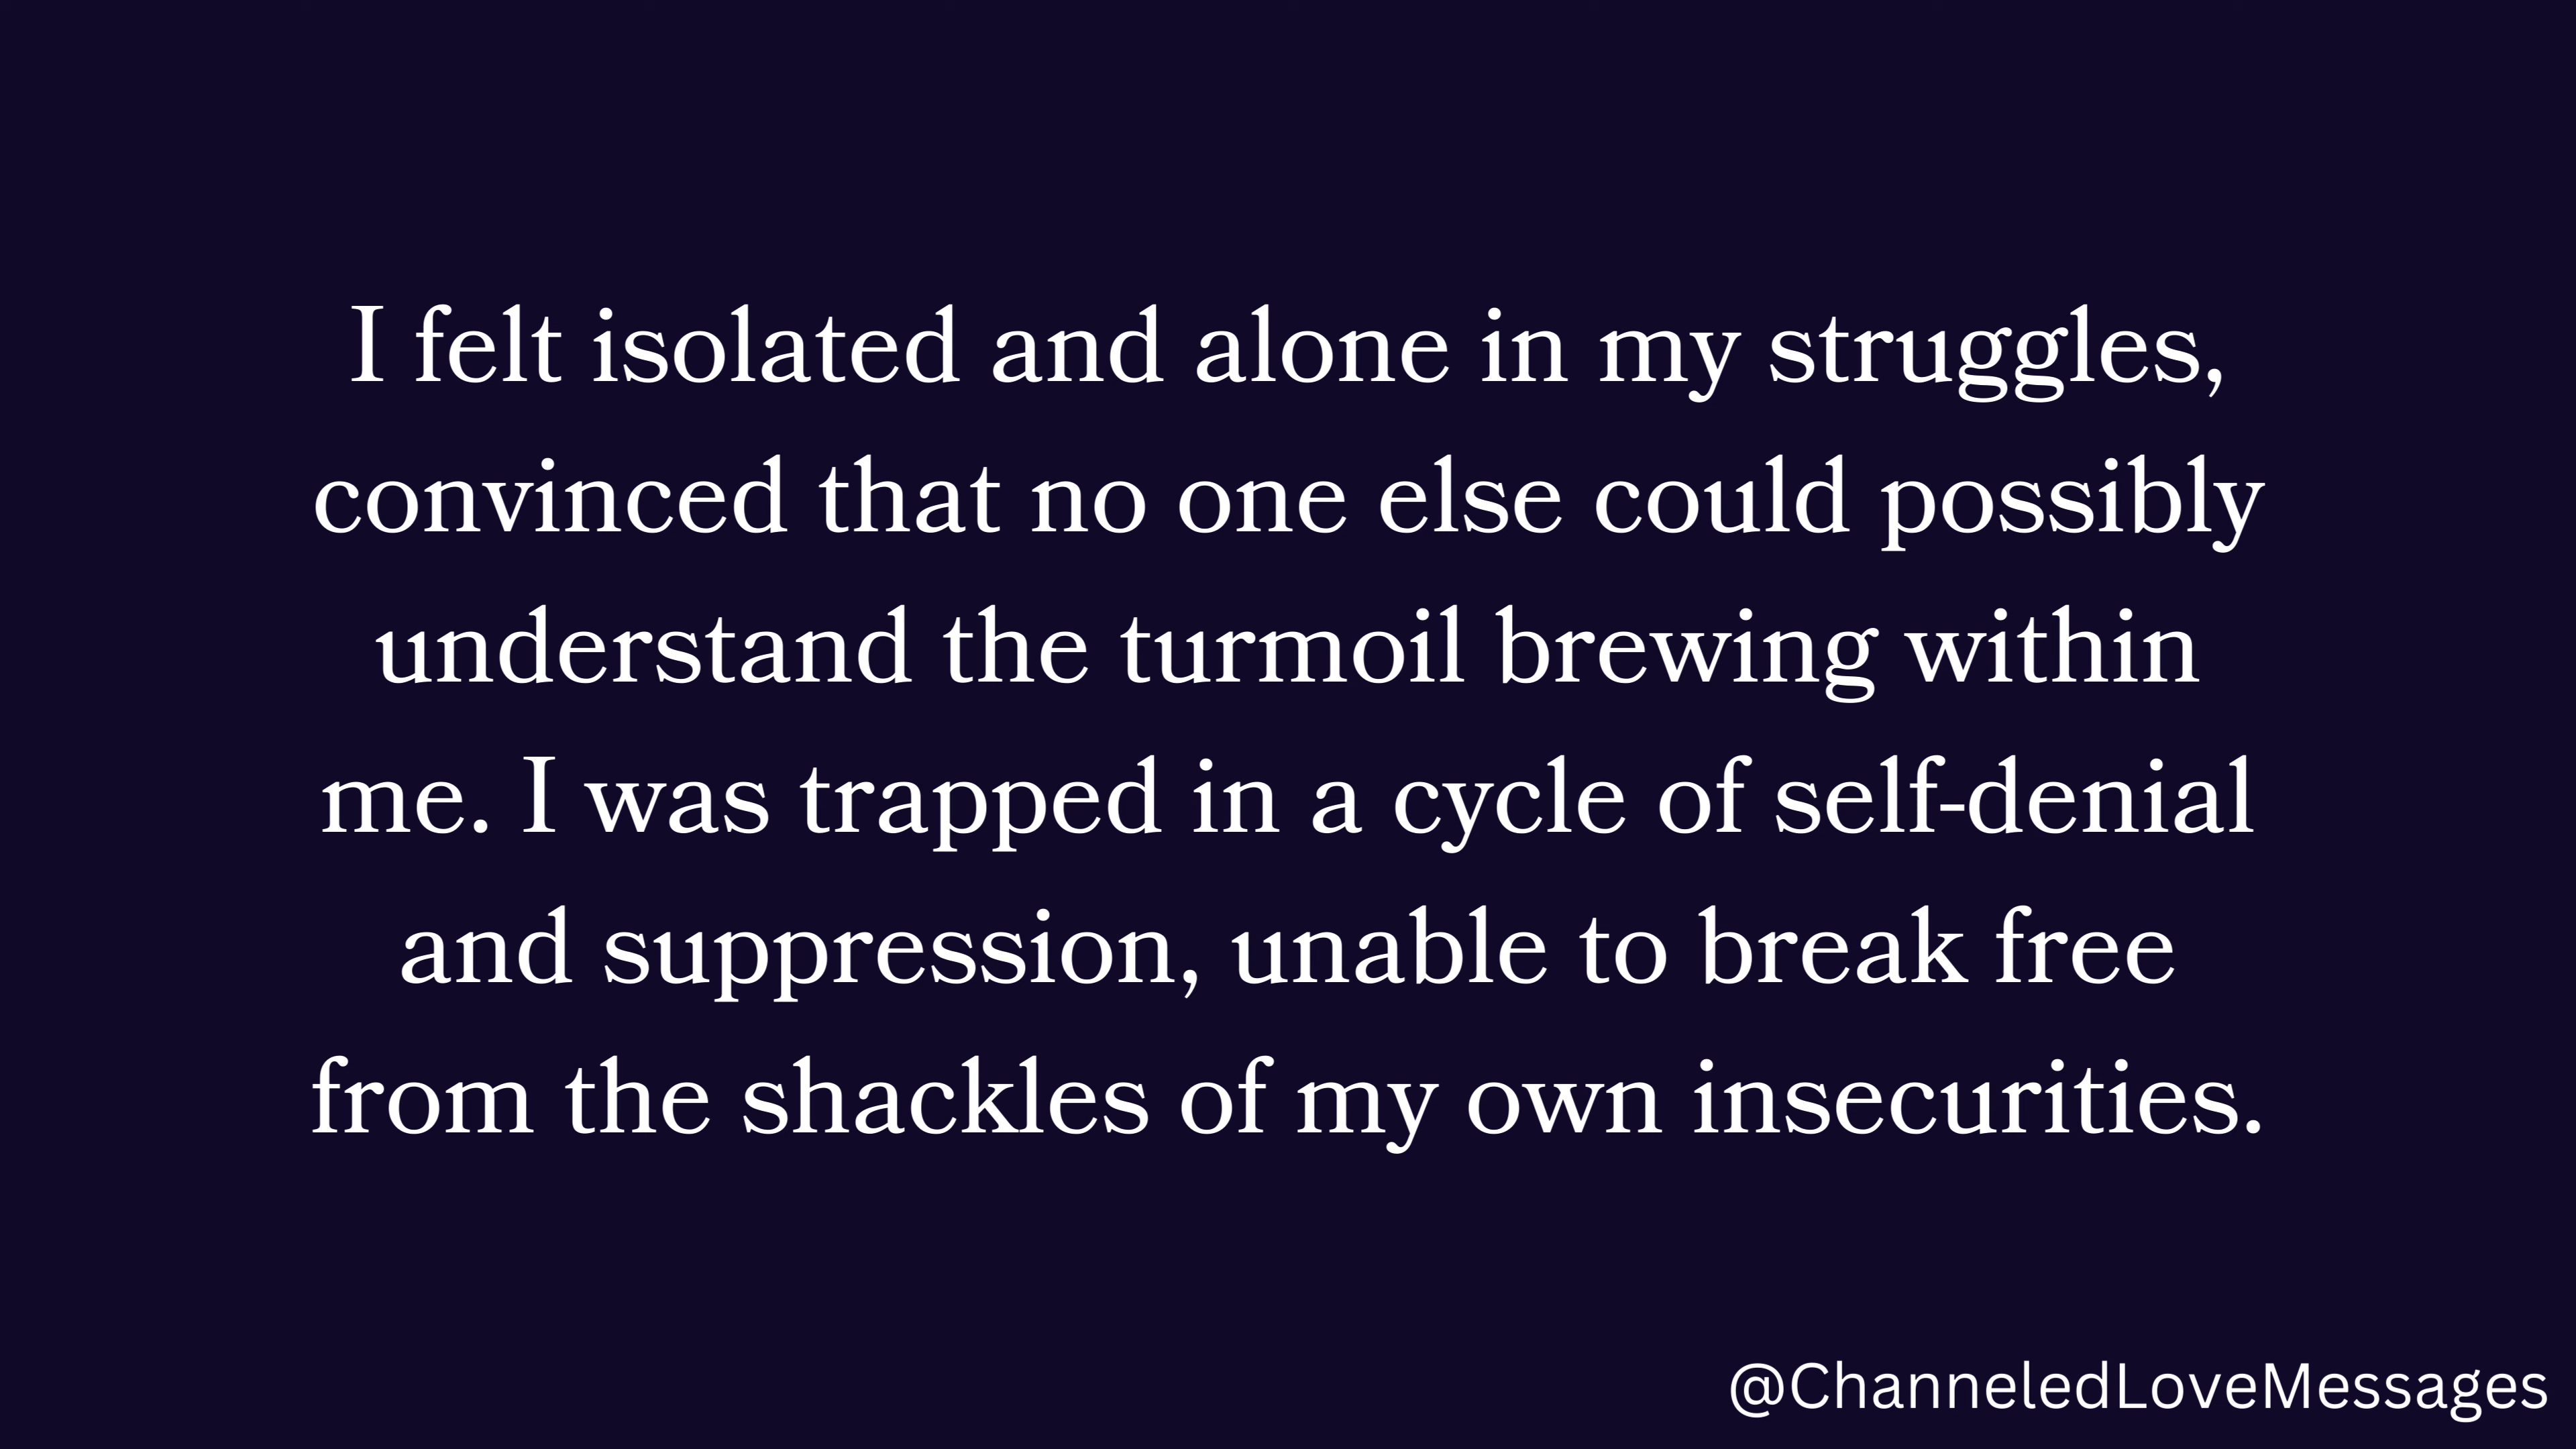 I felt isolated and alone in my struggles,
convinced that no one else could possibly
understand the turmoil brewing within
me. I was trapped in a cycle of self-denial
and suppression, unable to break free
from the shackles of my own insecurities.
@ChanneledLoveMessages